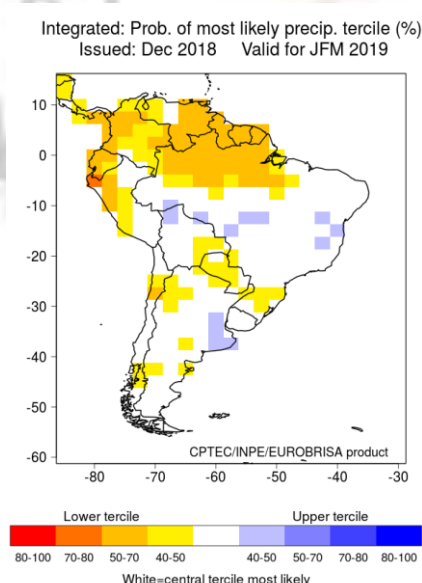 Integrated: Prob. of most likely precip. tercile (%)
Issued: Dec 2018 Valid for JFM 2019
10
0
-10
-20
-30
-40
-50
-60
CPTEC/INPE/EUROBRISA product
-80 -70 -60 -50 -40 -30
Lower tercile Upper tercile
80-100 70-80 50-70 40-50 40-50 50-70 70-80 80-100
White=central tercile most likely